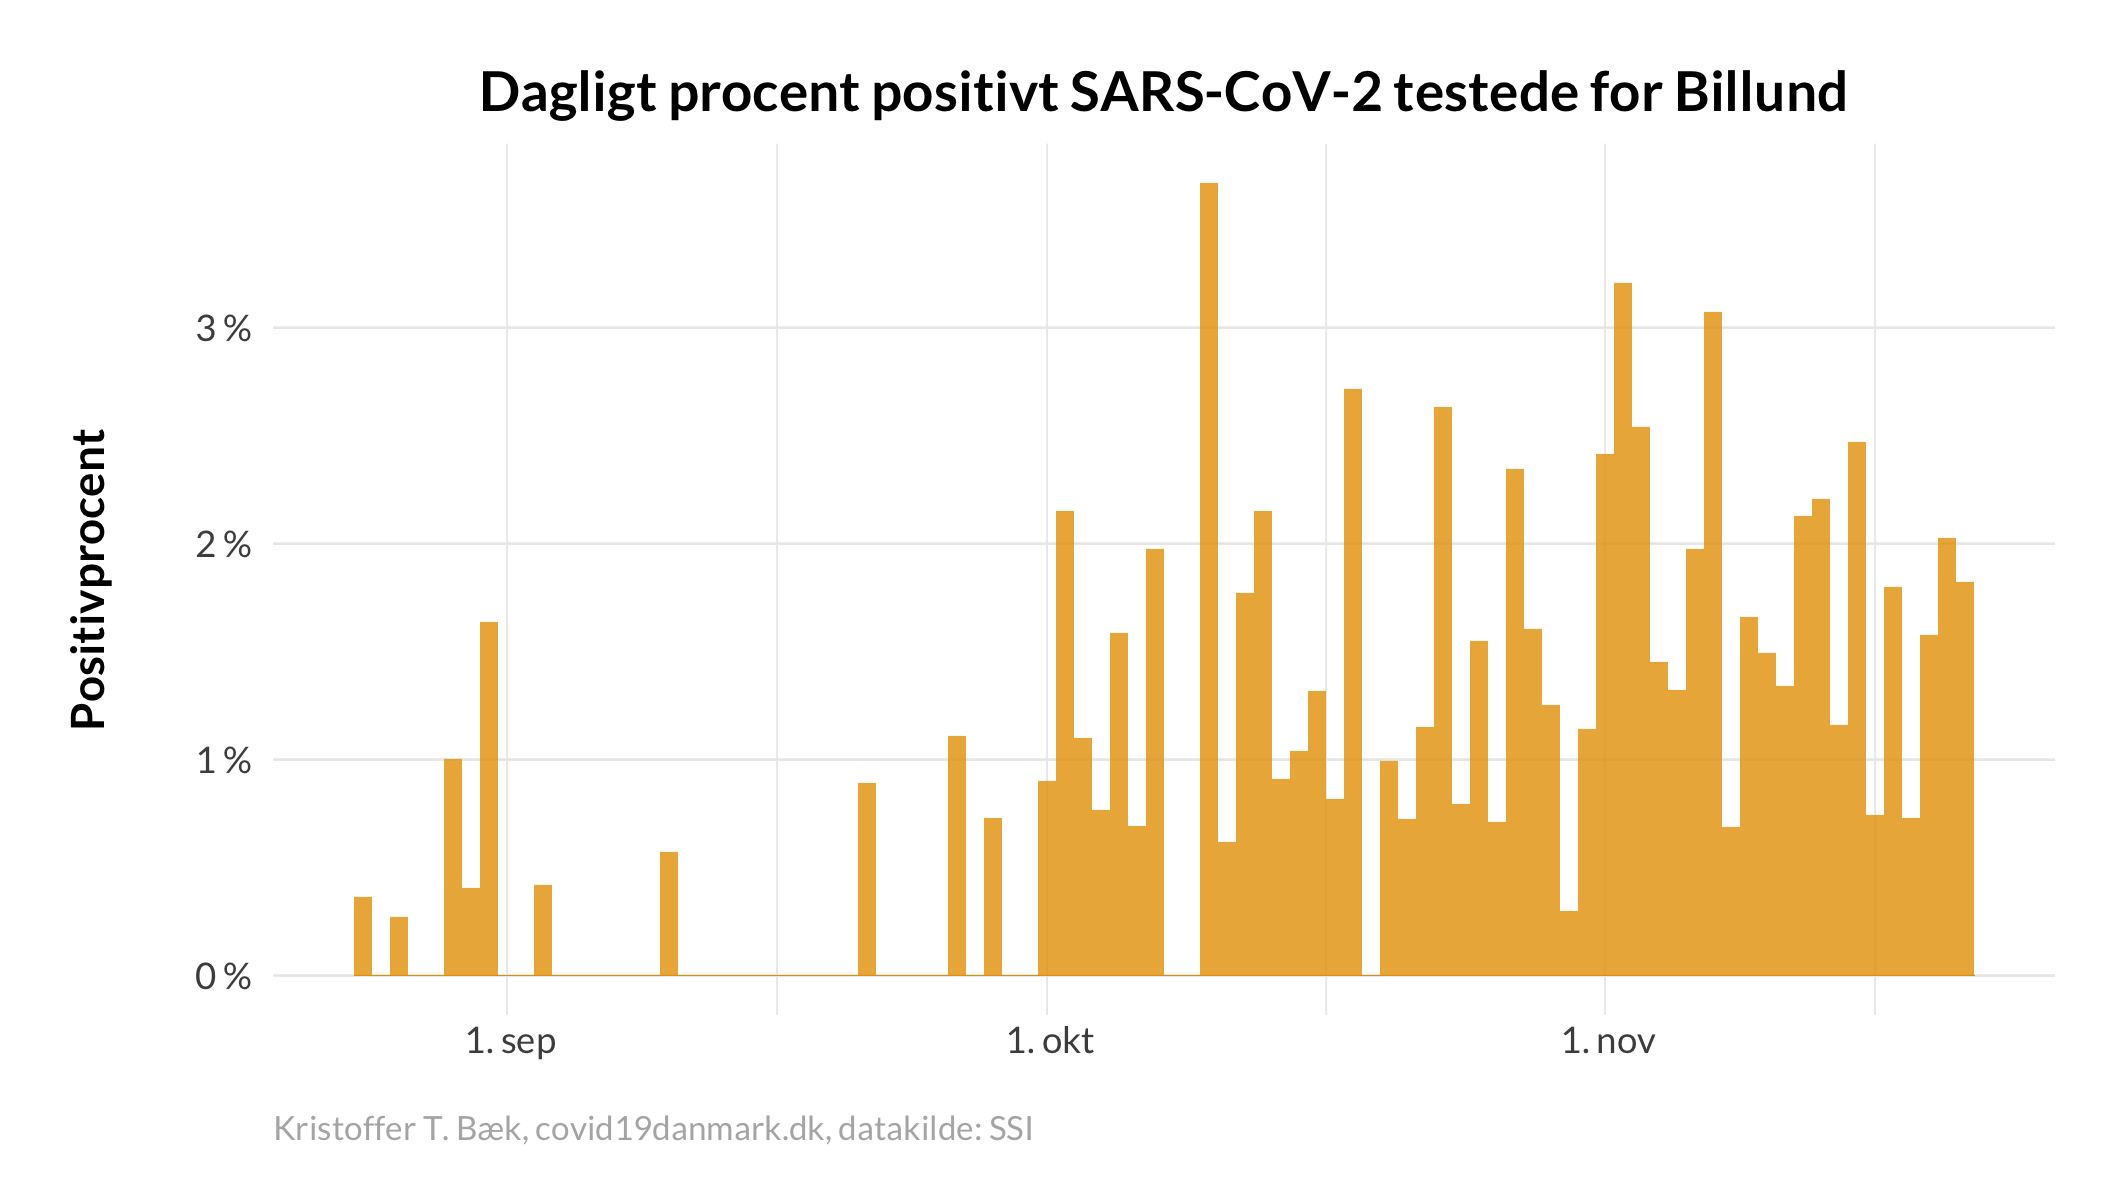 Dagligt procent positivt SARS-CoV-2 testede for Billund
Positivprocent
3 %
2 %
1 %
0 %
1. sep
1. okt
1. nov
Kristoffer T. Bæk, covid19danmark.dk, datakilde: SSI